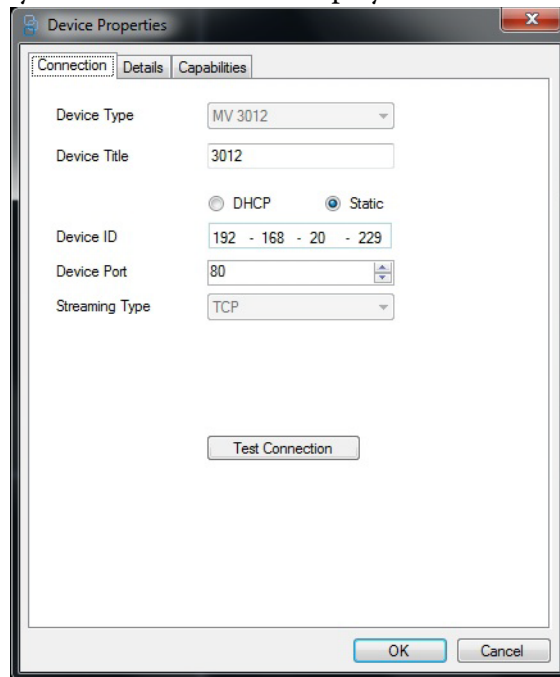 Device Properties
Connection Details Capabilities
Device Type MV 3012
Device Title 3012
DHCP Static
Device ID 192 - 168 - 20 - 229
Device Port 80
Streaming Type TCP
Test Connection
OK Cancel